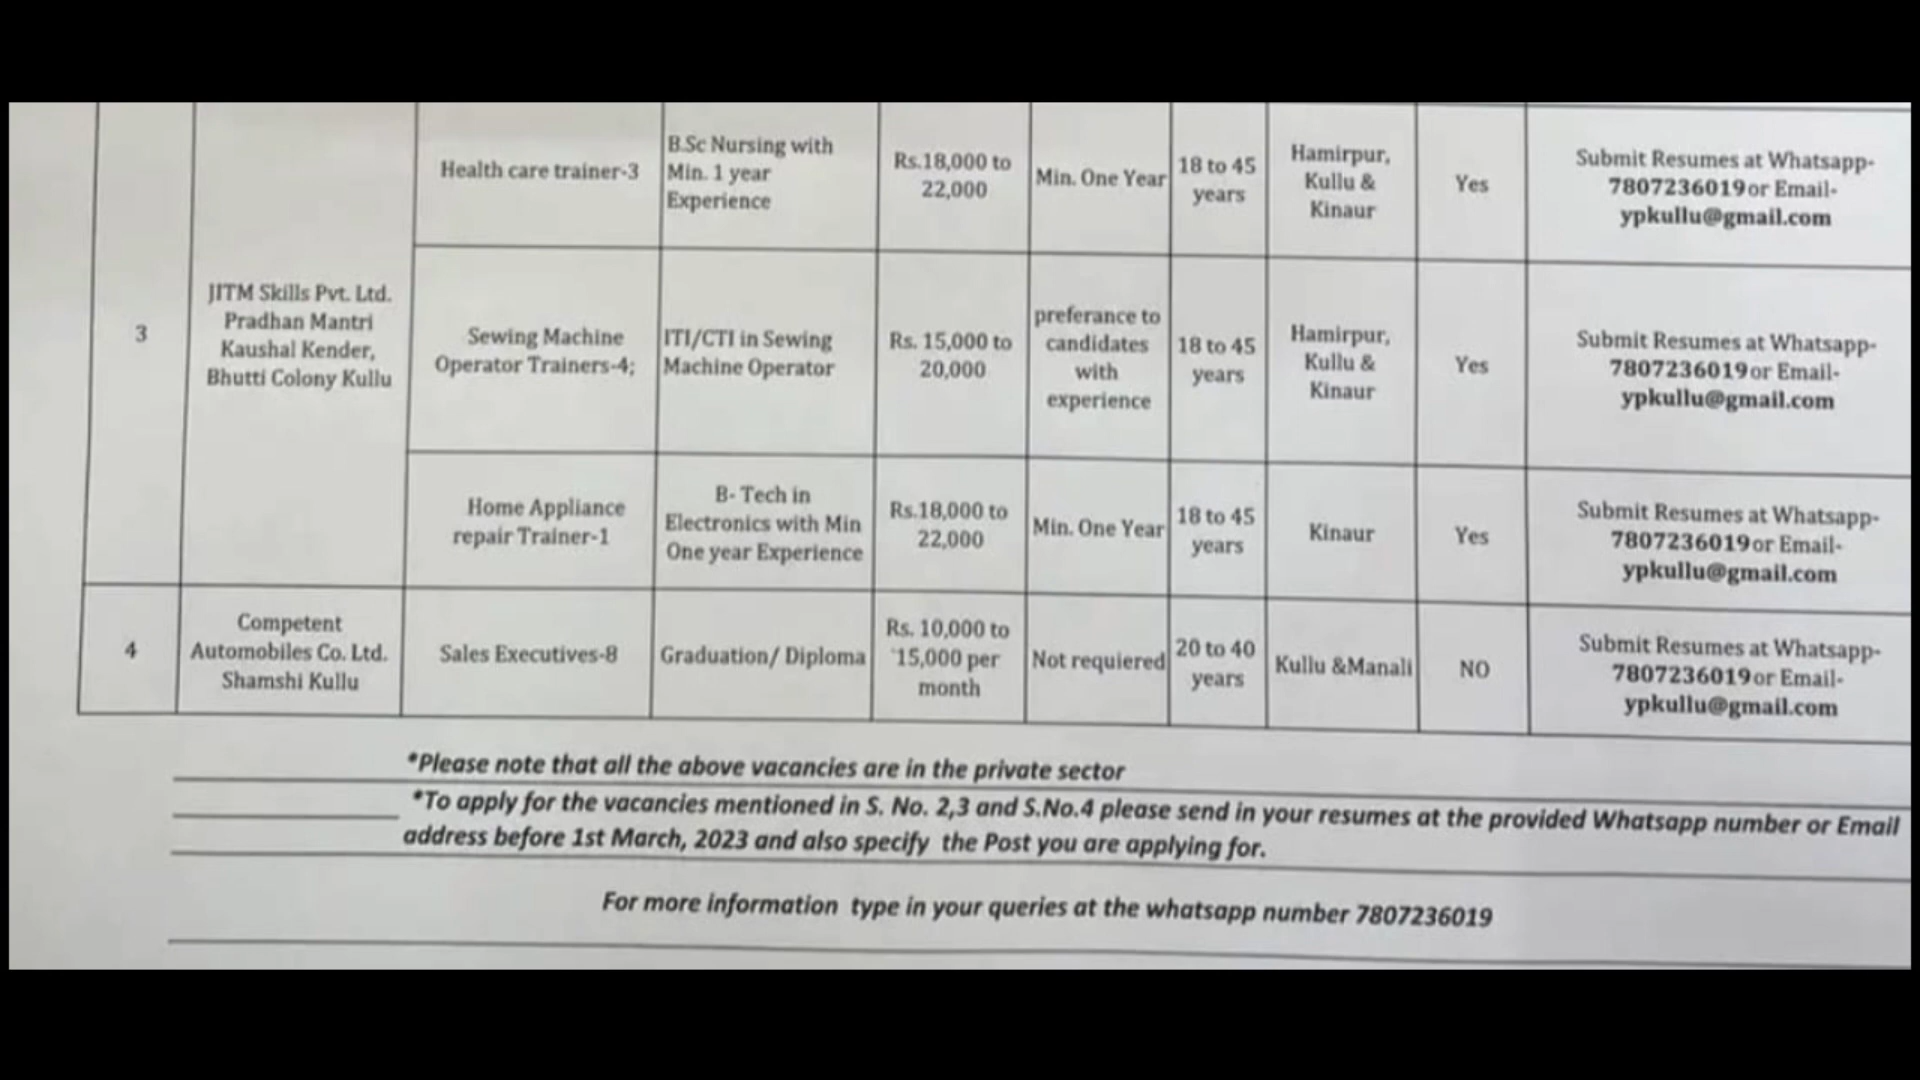 3
JITM Skills Pvt. Ltd.
Pradhan Mantri
Kaushal Kender,
Bhutti Colony Kullu
Health care trainer-3
B.Sc Nursing with
Min. 1 year
Experience
Rs.18,000 to
22,000
Min. One Year
18 to 45
years
Hamirpur,
Kullu &
Kinaur
Yes
Submit Resumes at Whatsapp-
7807236019or Email-
ypkullu@gmail.com
Sewing Machine
Operator Trainers-4;
ITI/CTI in Sewing
Machine Operator
Rs. 15,000 to
20,000
preferance to
candidates
with
experience
18 to 45
years
Hamirpur,
Kullu &
Kinaur
Yes
Submit Resumes at Whatsapp-
7807236019or Email-
ypkullu@gmail.com
Home Appliance
repair Trainer-1
B- Tech in
Electronics with Min
One year Experience
Rs.18,000 to
22,000
Min. One Year
18 to 45
years
Kinaur
Yes
Submit Resumes at Whatsapp-
7807236019or Email-
ypkullu@gmail.com
4
Competent
Automobiles Co. Ltd.
Shamshi Kullu
Sales Executives-8
Graduation/ Diploma
Rs. 10,000 to
15,000 per
month
Not requiered
20 to 40
years
Kullu &Manali
NO
Submit Resumes at Whatsapp-
7807236019or Email-
ypkullu@gmail.com
*Please note that all the above vacancies are in the private sector
*To apply for the vacancies mentioned in S. No. 2,3 and S.No.4 please send in your resumes at the provided Whatsapp number or Email
address before 1st March, 2023 and also specify the Post you are applying for.
For more information type in your queries at the whatsapp number 7807236019